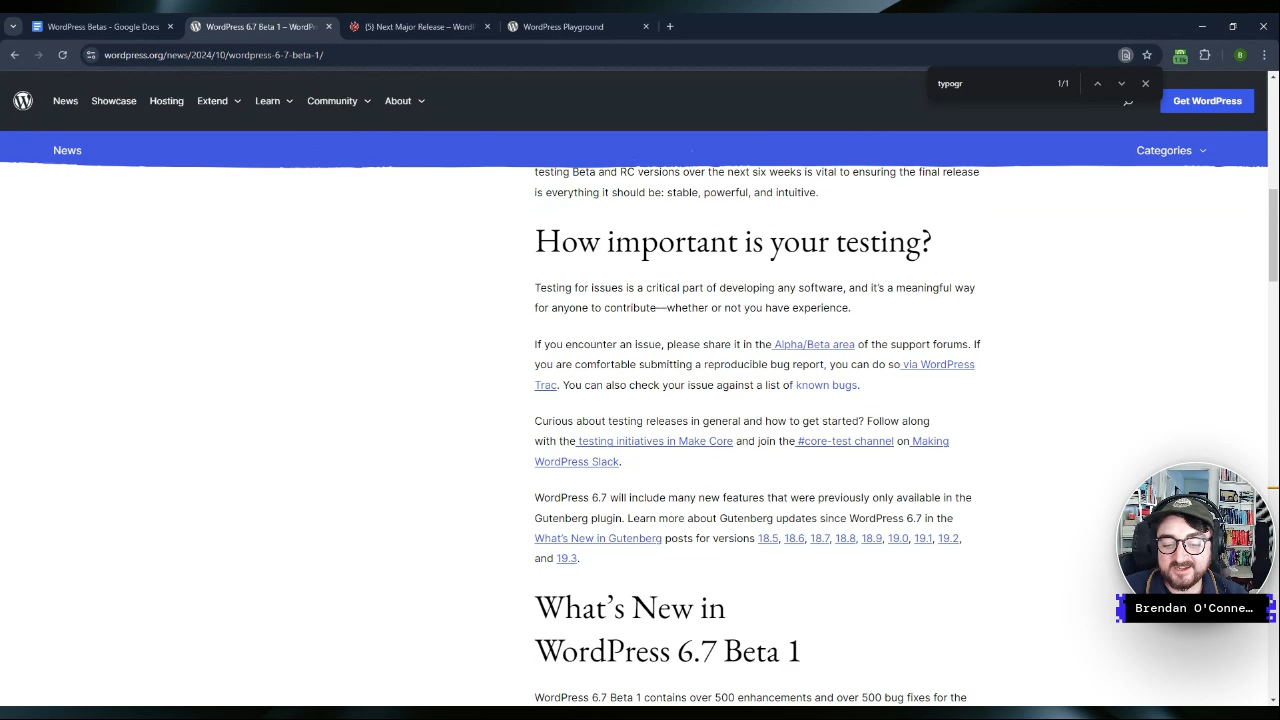 WordPress Betas - Google Docs
WordPress 6.7 Beta 1 – WordPr
(5) Next Major Release – Word
WordPress Playground
wordpress.org/news/2024/10/wordpress-6-7-beta-1/
B
typogr
1/1
News
Showcase
Hosting
Extend
Learn
Community
About
Get WordPress
News
Categories
testing Beta and RC versions over the next six weeks is vital to ensuring the final release
is everything it should be: stable, powerful, and intuitive.
How important is your testing?
Testing for issues is a critical part of developing any software, and it’s a meaningful way
for anyone to contribute—whether or not you have experience.
If you encounter an issue, please share it in the Alpha/Beta area of the support forums. If
you are comfortable submitting a reproducible bug report, you can do so via WordPress
Trac. You can also check your issue against a list of known bugs.
Curious about testing releases in general and how to get started? Follow along
with the testing initiatives in Make Core and join the #core-test channel on Making
WordPress Slack.
WordPress 6.7 will include many new features that were previously only available in the
Gutenberg plugin. Learn more about Gutenberg updates since WordPress 6.7 in the
What’s New in Gutenberg posts for versions 18.5, 18.6, 18.7, 18.8, 18.9, 19.0, 19.1, 19.2,
and 19.3.
What’s New in
WordPress 6.7 Beta 1
WordPress 6.7 Beta 1 contains over 500 enhancements and over 500 bug fixes for the
Brendan O'Conne…